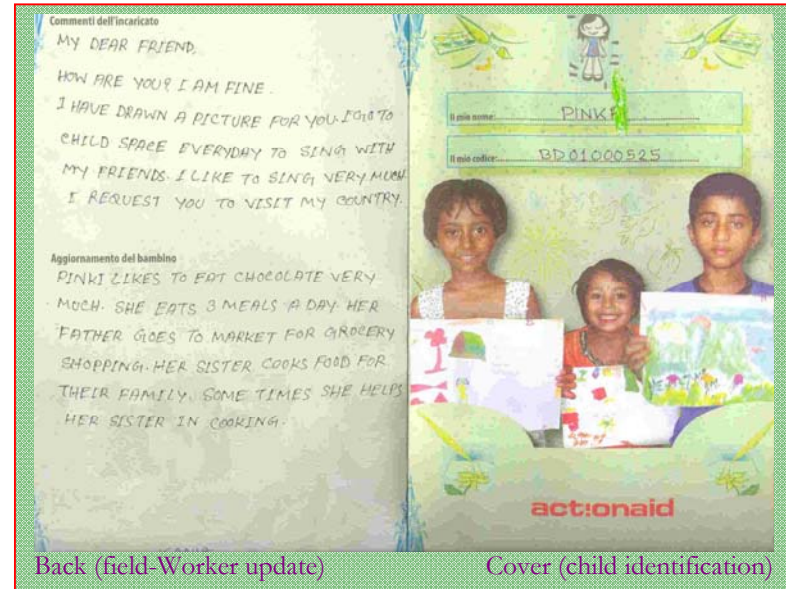 Commenti dell'incaricato
MY DEAR FRIEND,
HOW ARE YOU? I AM FINE.
I HAVE DRAWN A PICTURE FOR YOU. I GO TO
CHILD SPACE EVERYDAY TO SING WITH
MY FRIENDS. I LIKE TO SING VERY MUCH
I REQUEST YOU TO VISIT MY COUNTRY.
Aggiornamento del bambino
PINKI LIKES TO EAT CHOCOLATE VERY
MUCH. SHE EATS 3 MEALS A DAY. HER
FATHER GOES TO MARKET FOR GROCERY
SHOPPING. HER SISTER COOKS FOOD FOR
THEIR FAMILY. SOME TIMES SHE HELPS
HER SISTER IN COOKING.
Il mio nome: PINKI
Il mio codice: BD01000525
act!onaid
Back (field-Worker update)
Cover (child identification)